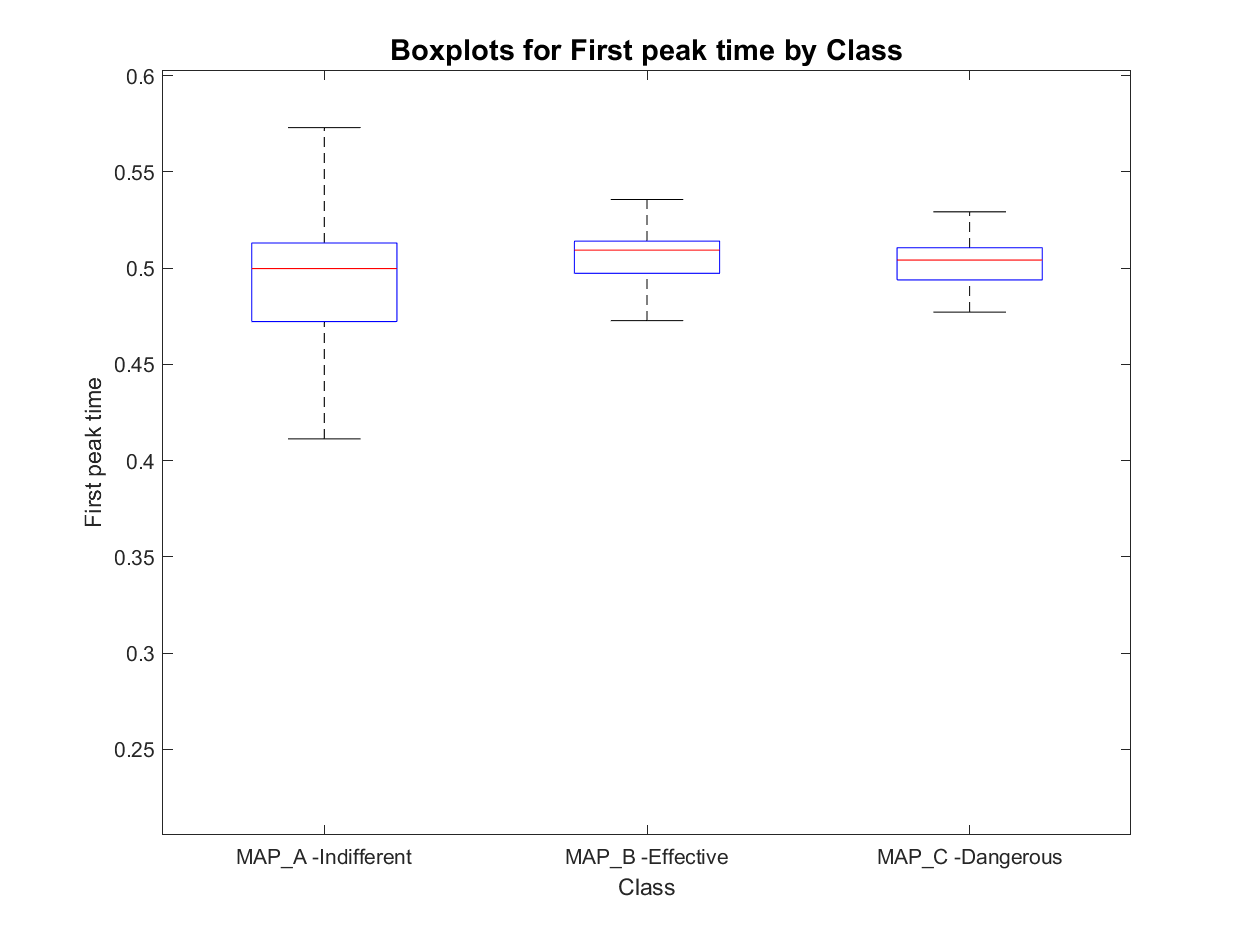 Boxplots for First peak time by Class
0.6
0.55
0.5
0.45
0.4
0.35
0.3
0.25
First peak time
MAP_A -Indifferent
MAP_B -Effective
MAP_C -Dangerous
Class